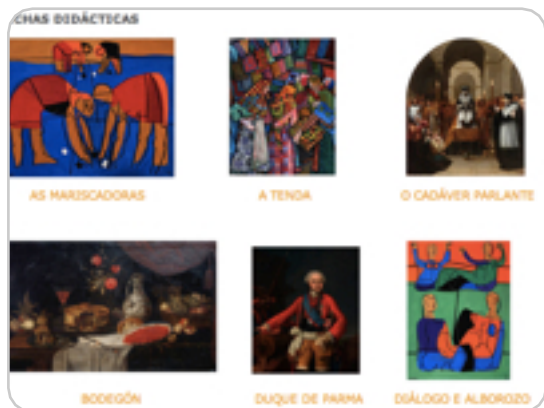 CHAS DIDÁCTICAS
AS MARISCADORAS
A TENDA
O CADÁVER PARLANTE
BODEGÓN
DUQUE DE PARMA
DIÁLOGO E ALBOROZO